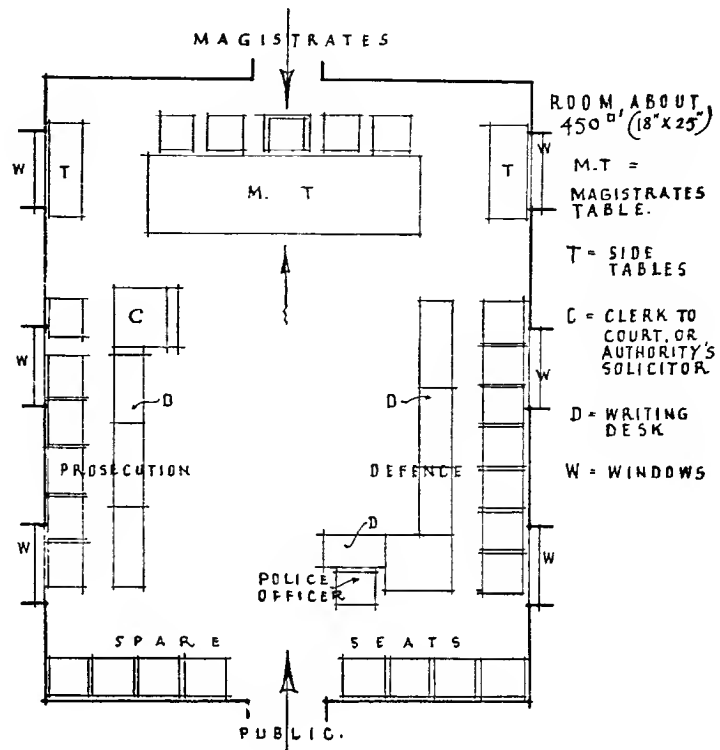 MAGISTRATES
ROOM, ABOUT
450 □' (18" X 25")
W
T
M. T
T
W
M.T =
MAGISTRATES
TABLE.
T = SIDE
TABLES
C
C = CLERK TO
COURT, OR
AUTHORITY'S
SOLICITOR
W
D
D
W
D = WRITING
DESK
PROSECUTION
DEFENCE
W = WINDOWS
D
W
W
POLICE
OFFICER
SPARE SEATS
PUBLIC.